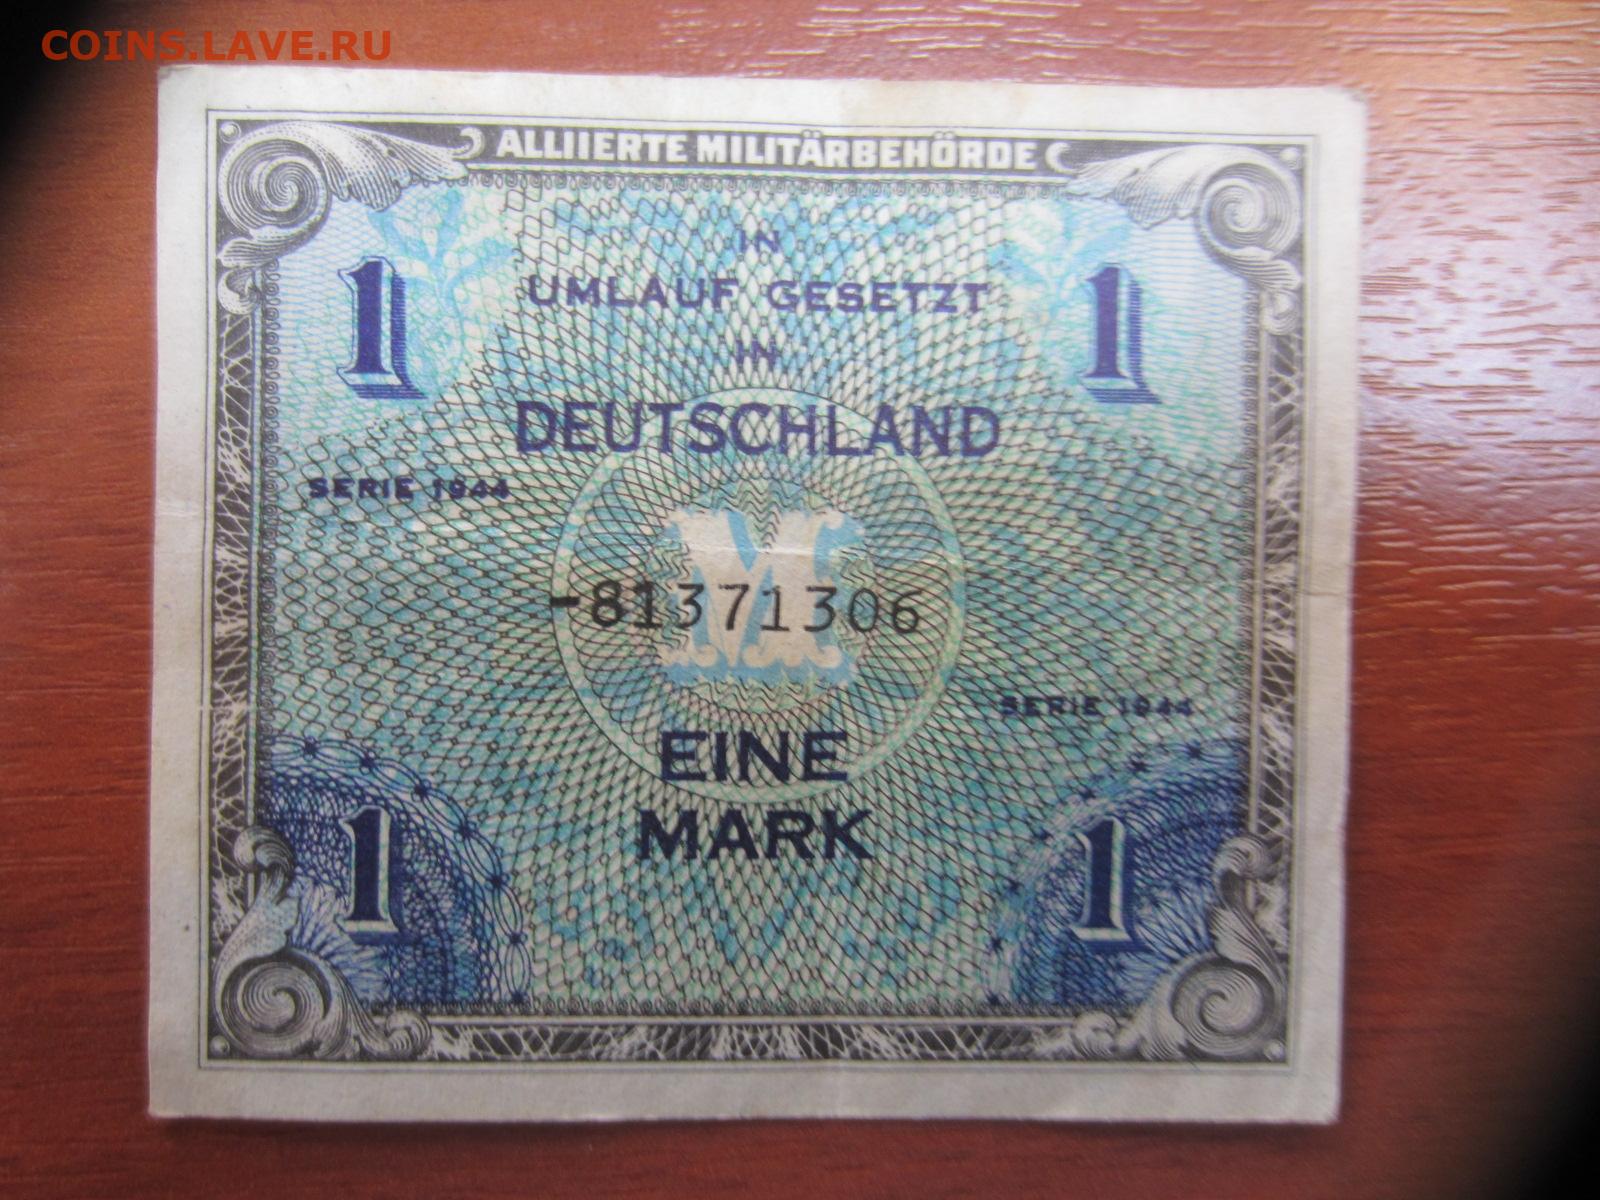 COINS.LAVE.RU
ALLIIERTE MILITÄRBEHÖRDE
1 1
IN
UMLAUF GESETZT
IN
DEUTSCHLAND
SERIE 1944
M
-81371306
SERIE 1944
EINE
MARK
1 1